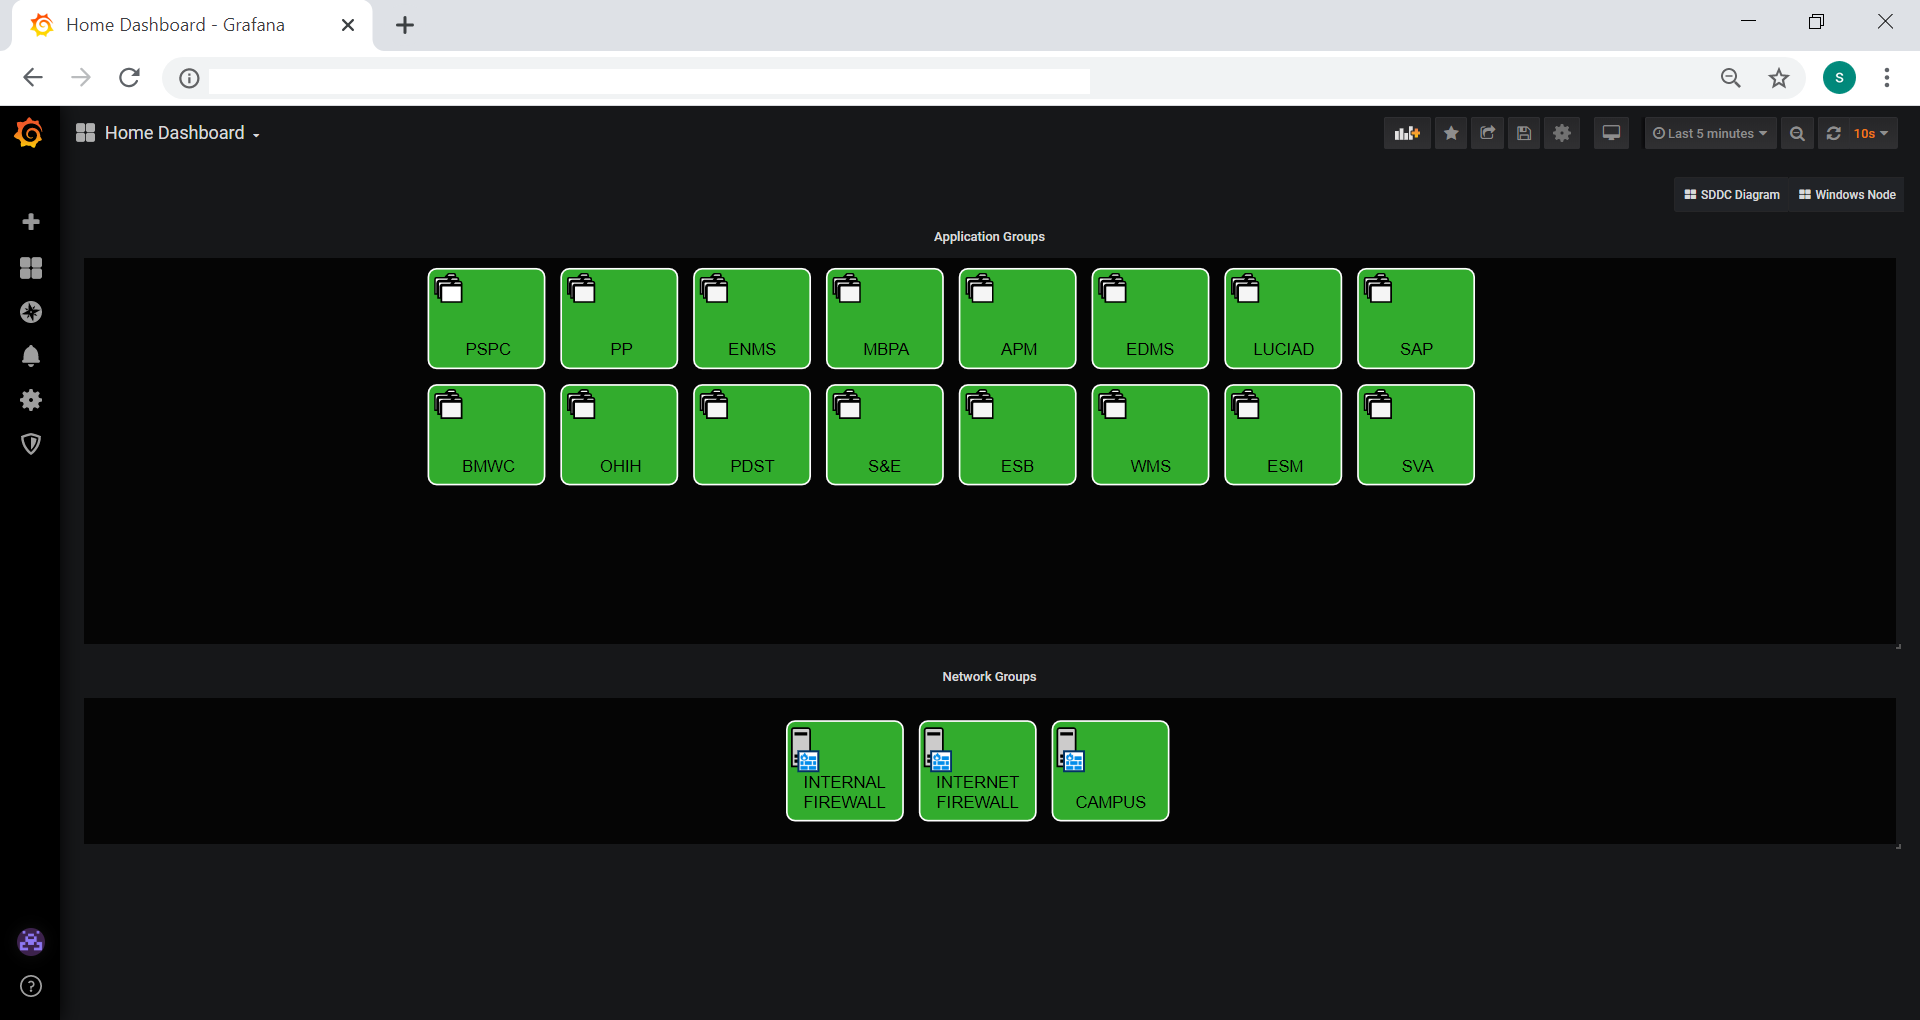 Home Dashboard - Grafana
S
Home Dashboard
Last 5 minutes
10s
SDDC Diagram
Windows Node
Application Groups
PSPC
PP
ENMS
MBPA
APM
EDMS
LUCIAD
SAP
BMWC
OHIH
PDST
S&E
ESB
WMS
ESM
SVA
Network Groups
INTERNAL
FIREWALL
INTERNET
FIREWALL
CAMPUS